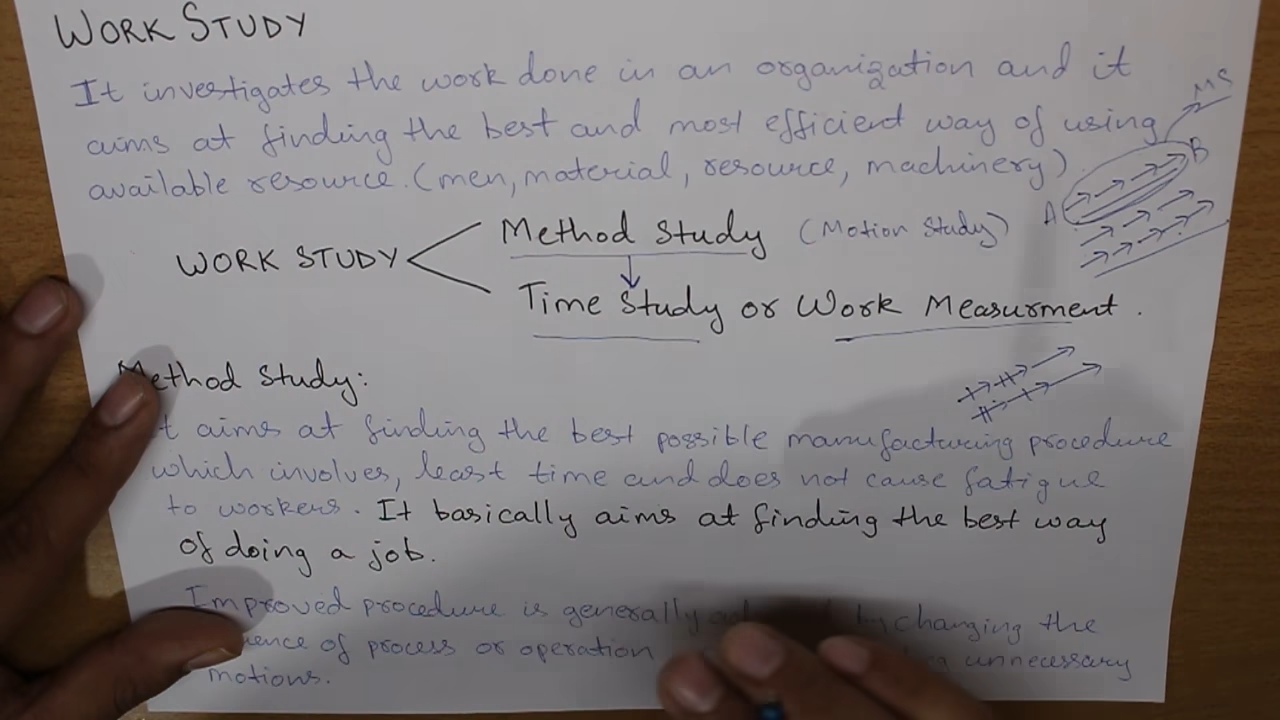 WORK STUDY
It investigates the work done in an organization and it
aims at finding the best and most efficient way of using
available resource. (men, material, resource, machinery)
MS
A
B
WORK STUDY
Method Study (Motion Study)
Time Study or Work Measurment.
Method Study:
It aims at finding the best possible manufacturing procedure
which involves, least time and does not cause fatigue
to workers. It basically aims at finding the best way
of doing a job.
Improved procedure is generally by changing the
of process or operation unnecessary
motions.